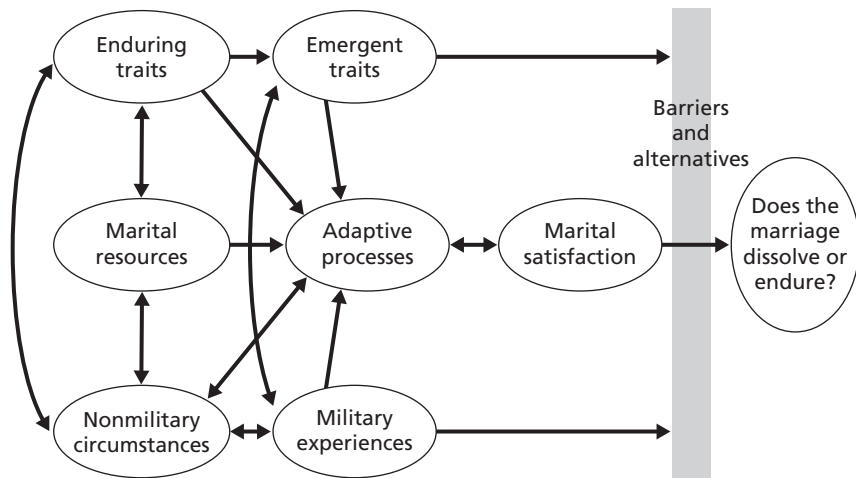 Enduring
traits
Emergent
traits
Barriers
and
alternatives
Marital
resources
Adaptive
processes
Marital
satisfaction
Does the
marriage
dissolve or
endure?
Nonmilitary
circumstances
Military
experiences